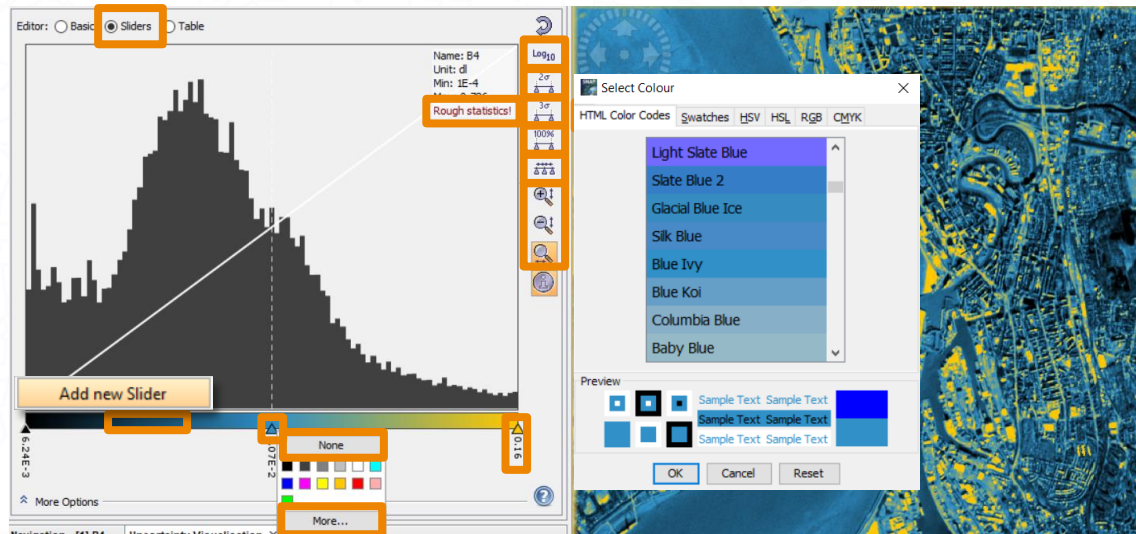 Editor: Basic Sliders Table
Name: B4
Unit: dl
Min: 1E-4
Rough statistics!
Log10
2σ
3σ
100%
Add new Slider
6.24E-3
0.16
None
More...
More Options
Select Colour
HTML Color Codes Swatches HSV HSL RGB CMYK
Light Slate Blue
Slate Blue 2
Glacial Blue Ice
Silk Blue
Blue Ivy
Blue Koi
Columbia Blue
Baby Blue
Preview
Sample Text Sample Text
Sample Text Sample Text
Sample Text Sample Text
OK Cancel Reset